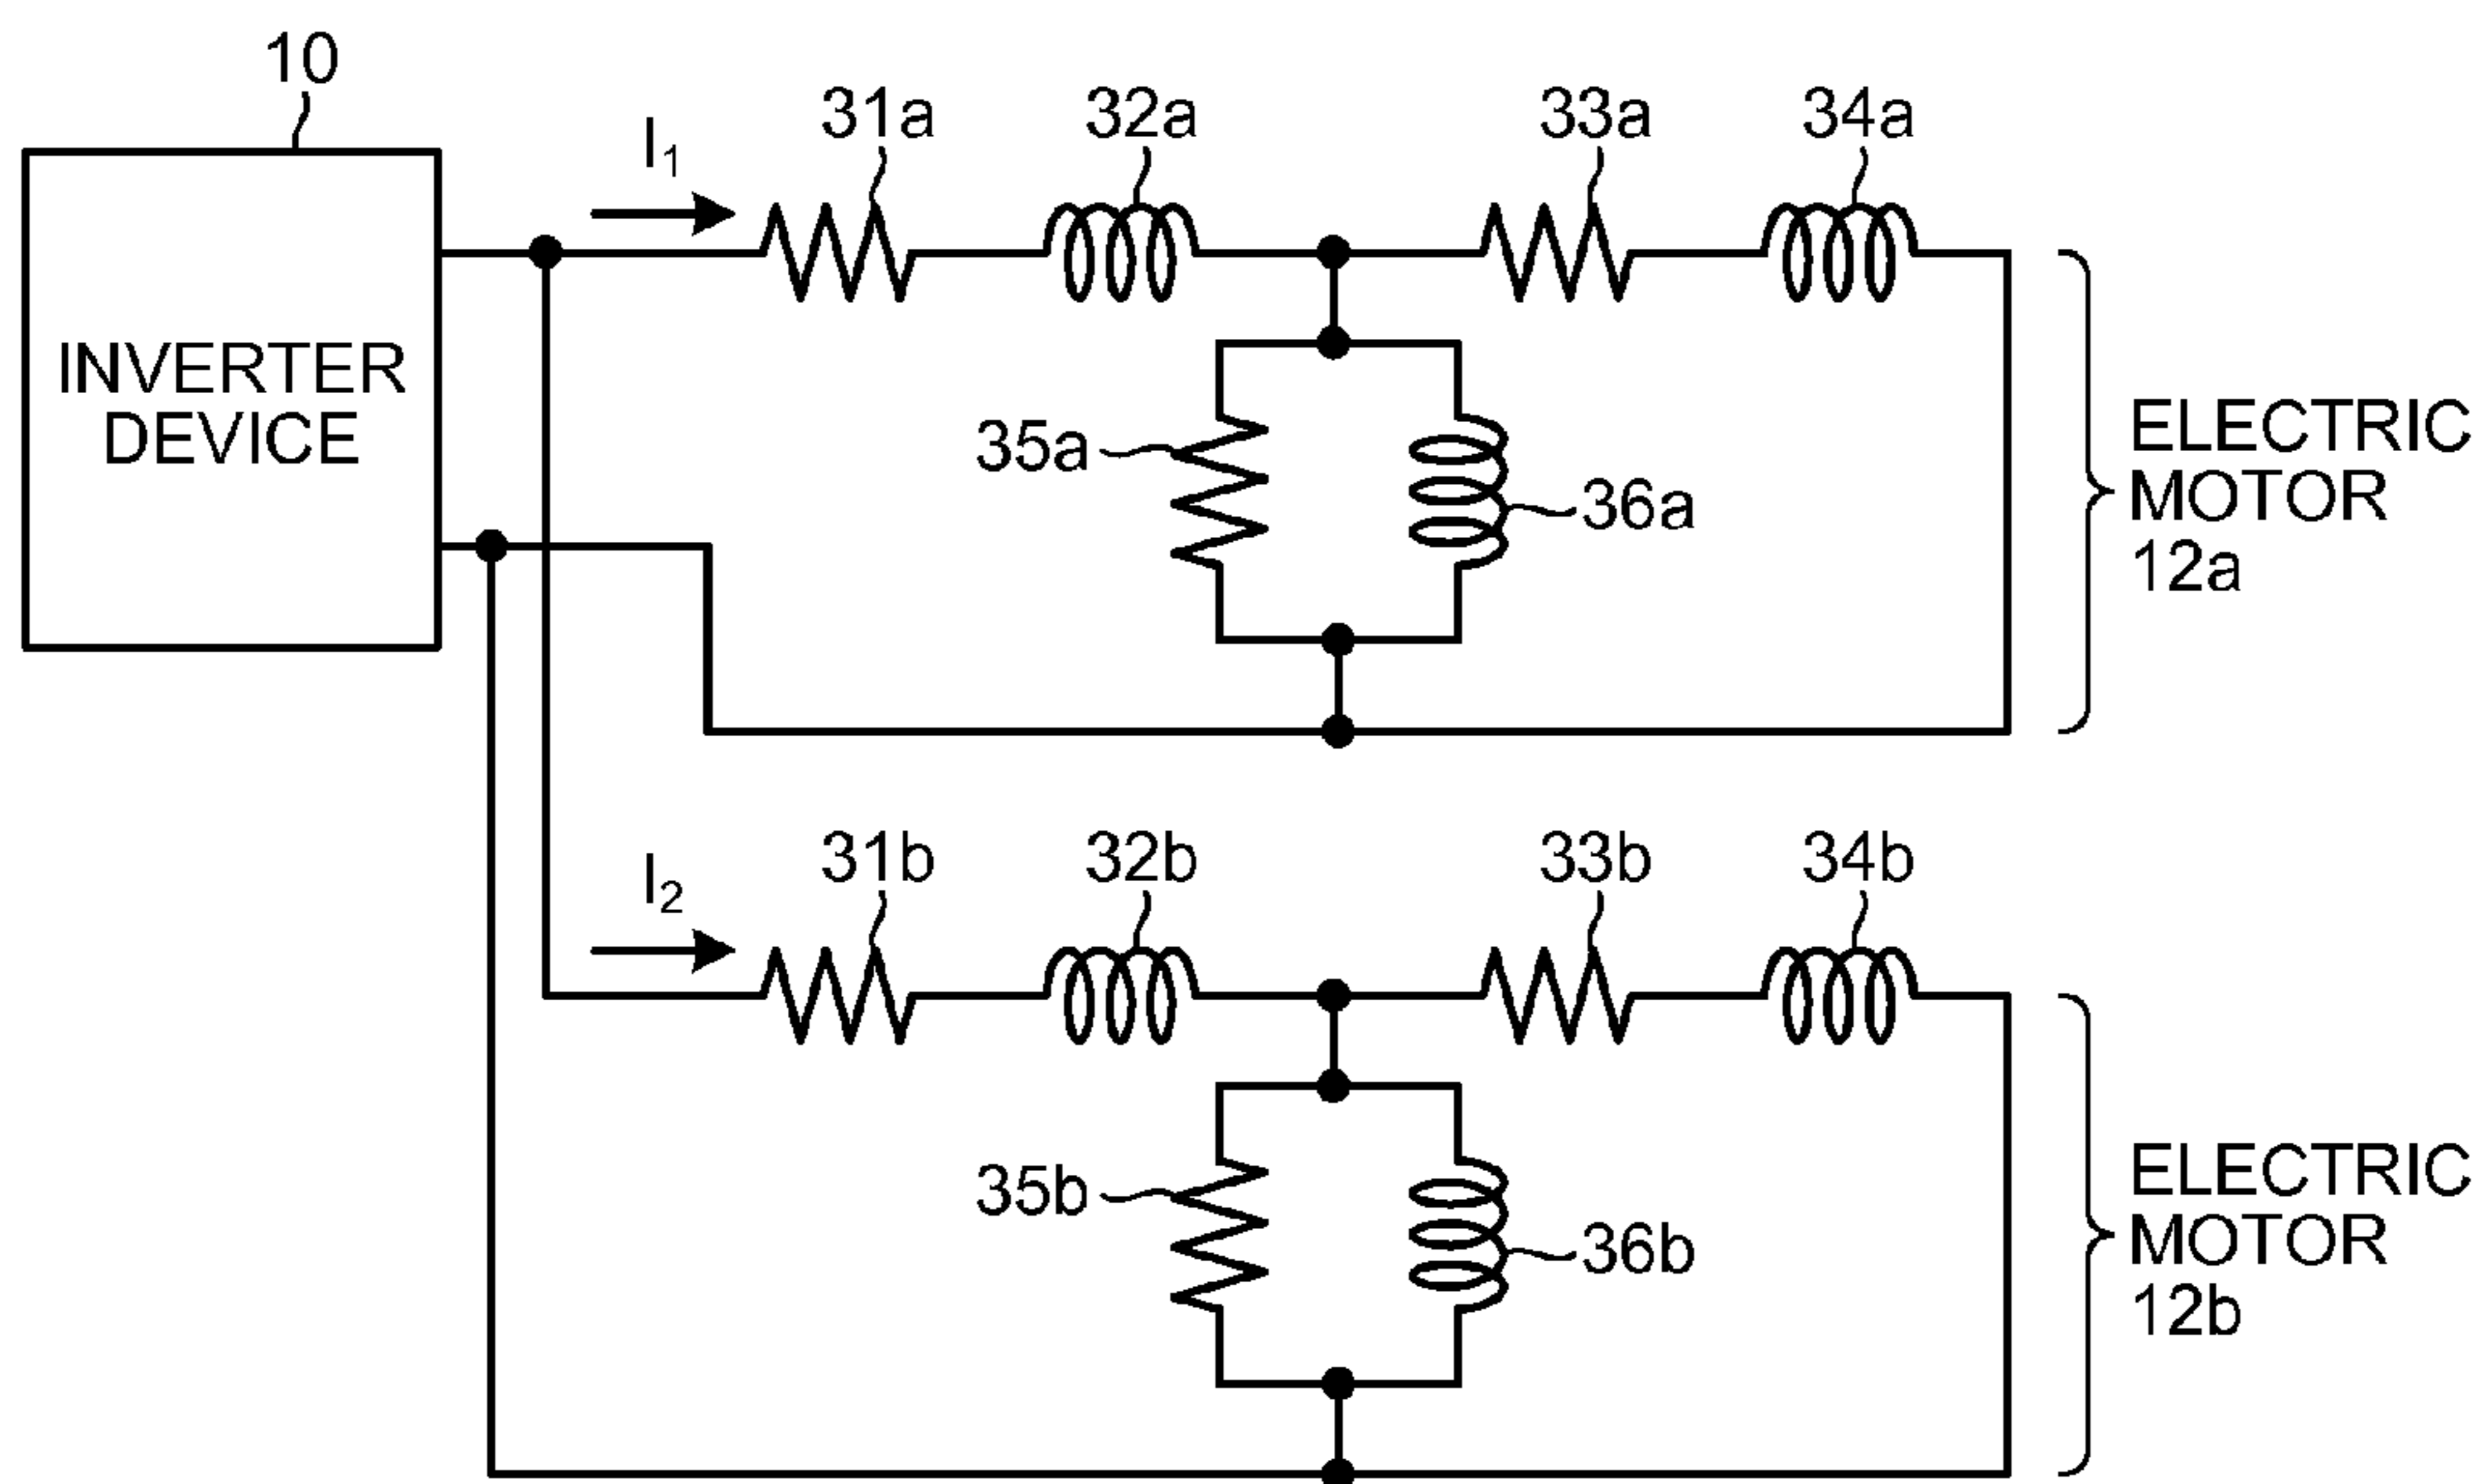 10
I₁
31a
32a
33a
34a
INVERTER
DEVICE
35a
36a
ELECTRIC
MOTOR
12a
I₂
31b
32b
33b
34b
35b
36b
ELECTRIC
MOTOR
12b